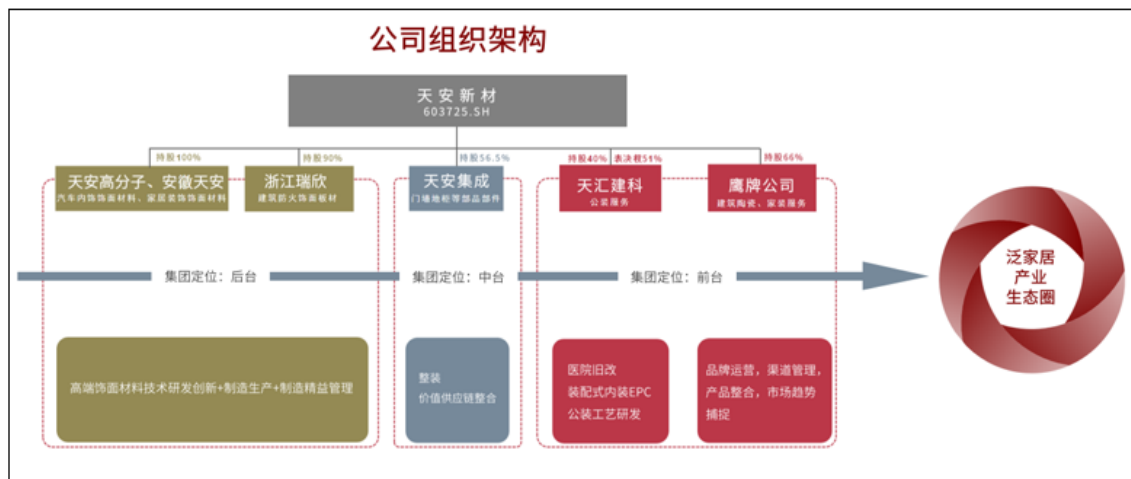 公司组织架构
天安新材
603725.SH
持股100%
持股90%
持股56.5%
持股40% 表决权51%
持股66%
天安高分子、安徽天安
汽车内饰饰面材料、家居装饰饰面材料
浙江瑞欣
建筑防火饰面板材
天安集成
门墙地柜等部品部件
天汇建科
公装服务
鹰牌公司
建筑陶瓷、家装服务
集团定位：后台
集团定位：中台
集团定位：前台
泛家居
产业
生态圈
高端饰面材料技术研发创新+制造生产+制造精益管理
整装
价值供应链整合
医院旧改
装配式内装EPC
公装工艺研发
品牌运营，渠道管理，
产品整合，市场趋势
捕捉